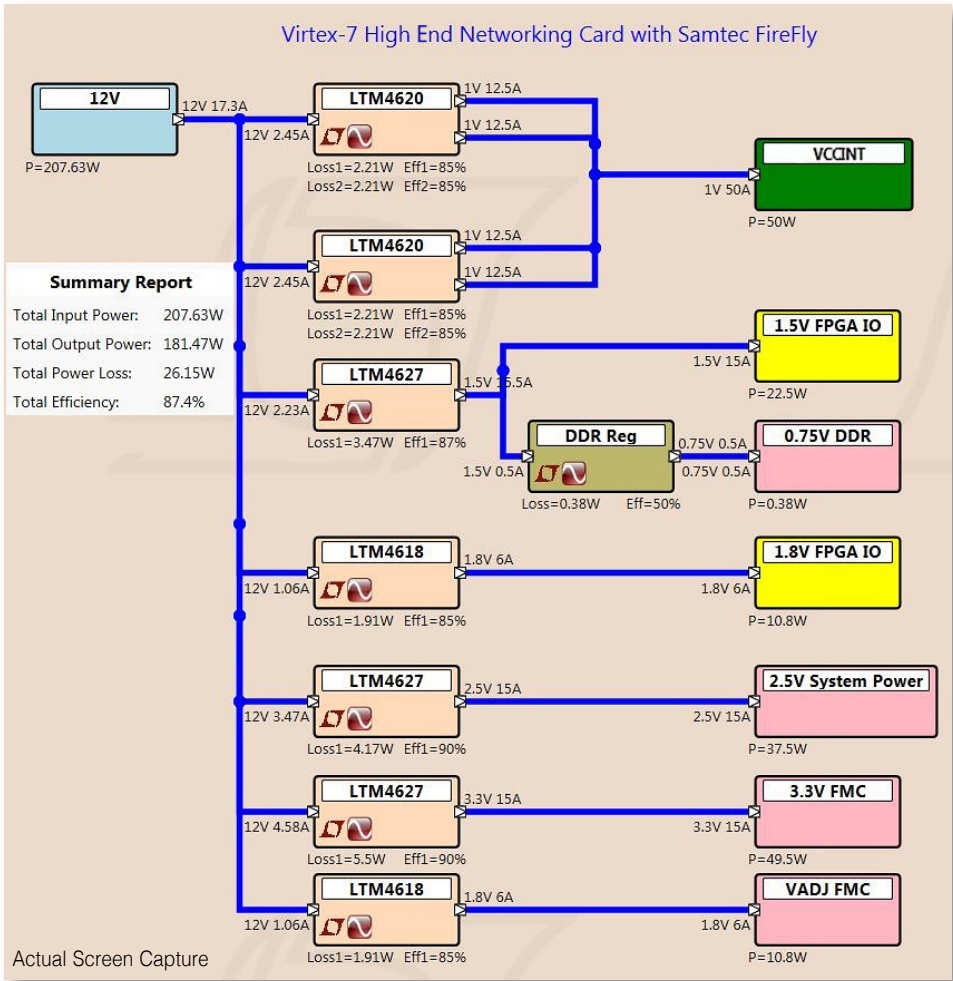 Virtex-7 High End Networking Card with Samtec FireFly
12V
12V 17.3A
P=207.63W
LTM4620
12V 2.45A
1V 12.5A
1V 12.5A
Loss1=2.21W Eff1=85%
Loss2=2.21W Eff2=85%
VCCINT
1V 50A
P=50W
LTM4620
12V 2.45A
1V 12.5A
1V 12.5A
Loss1=2.21W Eff1=85%
Loss2=2.21W Eff2=85%
Summary Report
Total Input Power: 207.63W
Total Output Power: 181.47W
Total Power Loss: 26.15W
Total Efficiency: 87.4%
LTM4627
12V 2.23A
1.5V 15.5A
Loss1=3.47W Eff1=87%
1.5V FPGA IO
1.5V 15A
P=22.5W
DDR Reg
1.5V 0.5A
0.75V 0.5A
Loss=0.38W Eff=50%
0.75V DDR
0.75V 0.5A
P=0.38W
LTM4618
12V 1.06A
1.8V 6A
Loss1=1.91W Eff1=85%
1.8V FPGA IO
1.8V 6A
P=10.8W
LTM4627
12V 3.47A
2.5V 15A
Loss1=4.17W Eff1=90%
2.5V System Power
2.5V 15A
P=37.5W
LTM4627
12V 4.58A
3.3V 15A
Loss1=5.5W Eff1=90%
3.3V FMC
3.3V 15A
P=49.5W
LTM4618
12V 1.06A
1.8V 6A
Loss1=1.91W Eff1=85%
VADJ FMC
1.8V 6A
P=10.8W
Actual Screen Capture